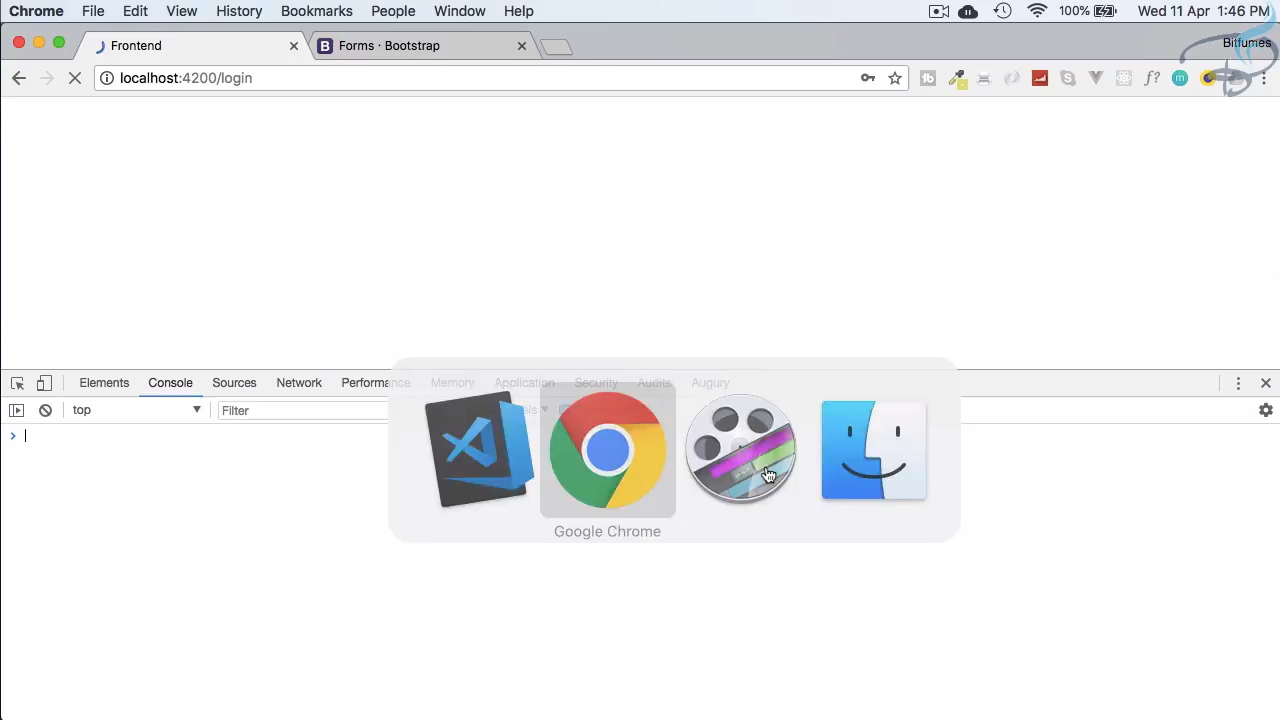 Chrome File Edit View History Bookmarks People Window Help 100% Wed 11 Apr 1:46 PM
Frontend Forms · Bootstrap Bitfumes
localhost:4200/login
Elements Console Sources Network Performance Memory Application Security Audits Augury
top Filter
Google Chrome